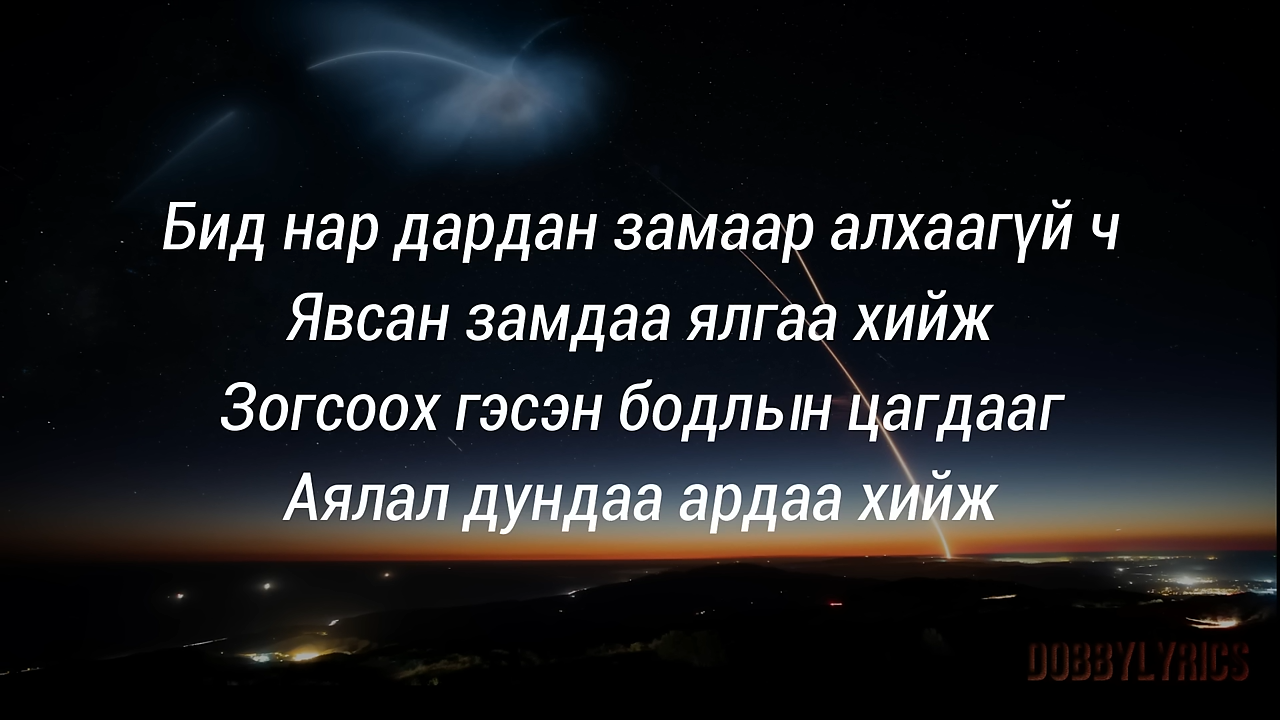 Бид нар дардан замаар алхаагүй ч
Явсан замдаа ялгаа хийж
Зогсоох гэсэн бодлын цагдааг
Аялал дундаа ардаа хийж
DOBBYLYRICS